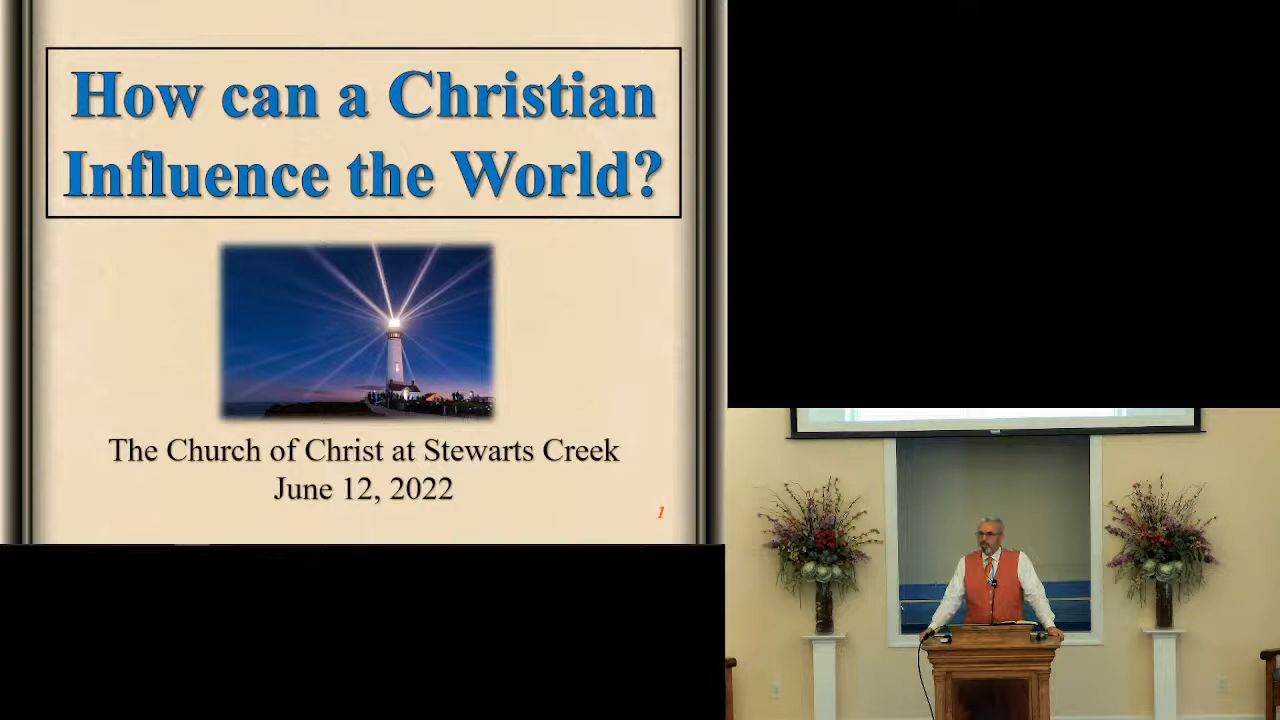 How can a Christian
Influence the World?
The Church of Christ at Stewarts Creek
June 12, 2022
1